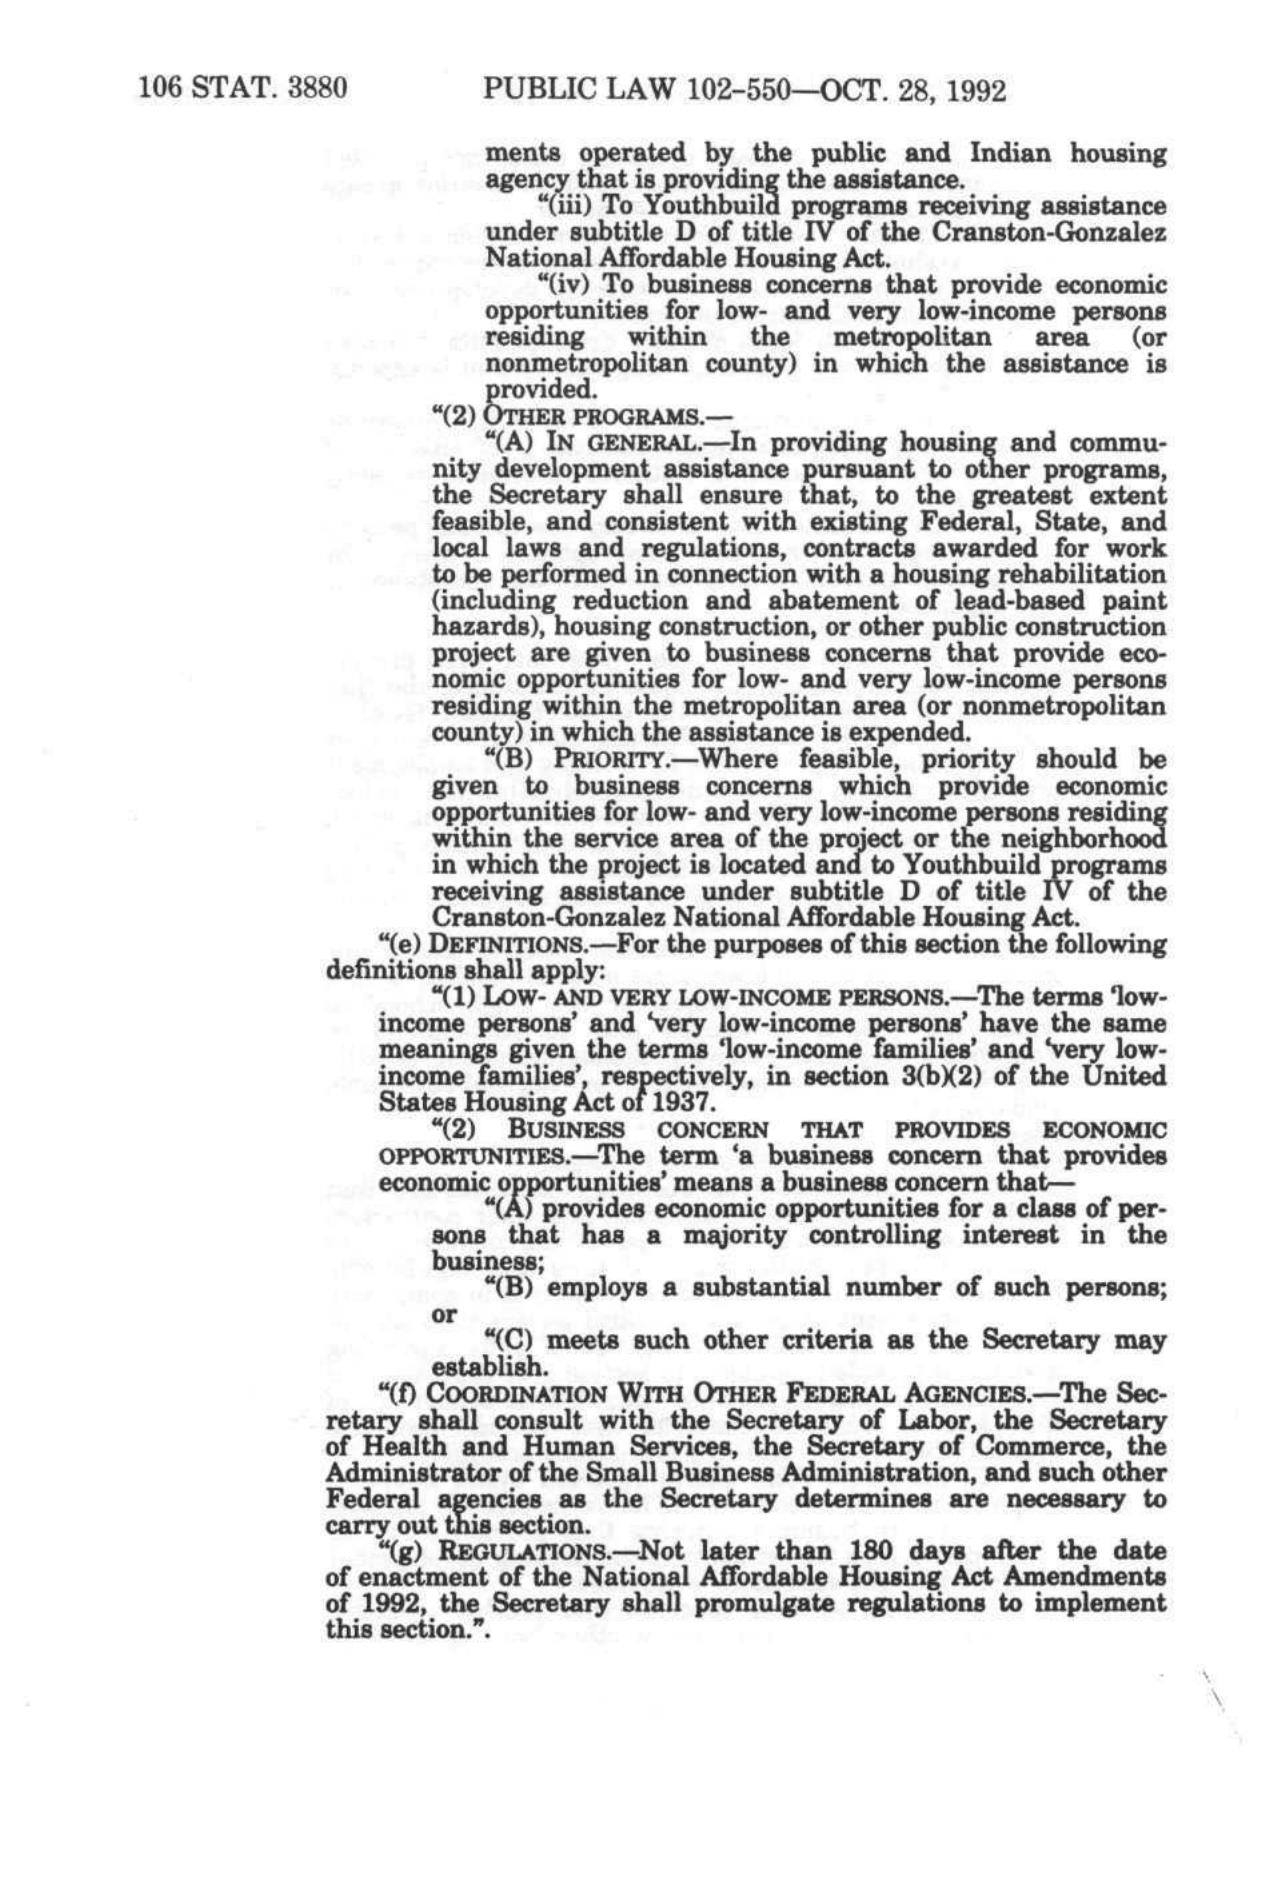 106 STAT. 3880 PUBLIC LAW 102-550—OCT. 28, 1992
ments operated by the public and Indian housing
agency that is providing the assistance.
"(iii) To Youthbuild programs receiving assistance
under subtitle D of title IV of the Cranston-Gonzalez
National Affordable Housing Act.
"(iv) To business concerns that provide economic
opportunities for low- and very low-income persons
residing within the metropolitan area (or
nonmetropolitan county) in which the assistance is
provided.
"(2) OTHER PROGRAMS.—
"(A) IN GENERAL.—In providing housing and commu-
nity development assistance pursuant to other programs,
the Secretary shall ensure that, to the greatest extent
feasible, and consistent with existing Federal, State, and
local laws and regulations, contracts awarded for work
to be performed in connection with a housing rehabilitation
(including reduction and abatement of lead-based paint
hazards), housing construction, or other public construction
project are given to business concerns that provide eco-
nomic opportunities for low- and very low-income persons
residing within the metropolitan area (or nonmetropolitan
county) in which the assistance is expended.
"(B) PRIORITY.—Where feasible, priority should be
given to business concerns which provide economic
opportunities for low- and very low-income persons residing
within the service area of the project or the neighborhood
in which the project is located and to Youthbuild programs
receiving assistance under subtitle D of title IV of the
Cranston-Gonzalez National Affordable Housing Act.
"(e) DEFINITIONS.—For the purposes of this section the following
definitions shall apply:
"(1) LOW- AND VERY LOW-INCOME PERSONS.—The terms 'low-
income persons' and 'very low-income persons' have the same
meanings given the terms 'low-income families' and 'very low-
income families', respectively, in section 3(b)(2) of the United
States Housing Act of 1937.
"(2) BUSINESS CONCERN THAT PROVIDES ECONOMIC
OPPORTUNITIES.—The term 'a business concern that provides
economic opportunities' means a business concern that—
"(A) provides economic opportunities for a class of per-
sons that has a majority controlling interest in the
business;
"(B) employs a substantial number of such persons;
or
"(C) meets such other criteria as the Secretary may
establish.
"(f) COORDINATION WITH OTHER FEDERAL AGENCIES.—The Sec-
retary shall consult with the Secretary of Labor, the Secretary
of Health and Human Services, the Secretary of Commerce, the
Administrator of the Small Business Administration, and such other
Federal agencies as the Secretary determines are necessary to
carry out this section.
"(g) REGULATIONS.—Not later than 180 days after the date
of enactment of the National Affordable Housing Act Amendments
of 1992, the Secretary shall promulgate regulations to implement
this section.".